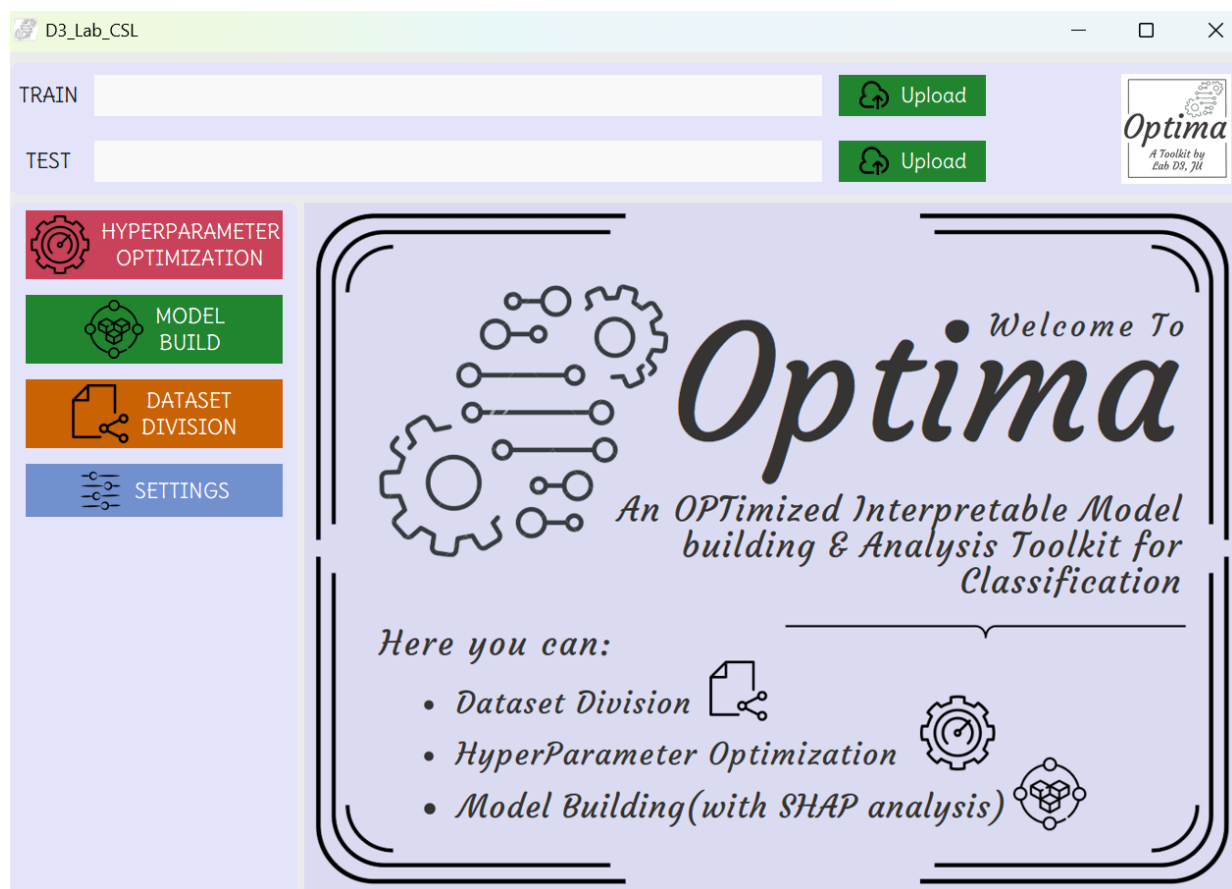 D3_Lab_CSL
TRAIN
Upload
TEST
Upload
Optima
A Toolkit by
Lab D3, JU
HYPERPARAMETER
OPTIMIZATION
MODEL
BUILD
DATASET
DIVISION
SETTINGS
Welcome To
Optima
An OPTimized Interpretable Model
building & Analysis Toolkit for
Classification
Here you can:
• Dataset Division
• HyperParameter Optimization
• Model Building(with SHAP analysis)